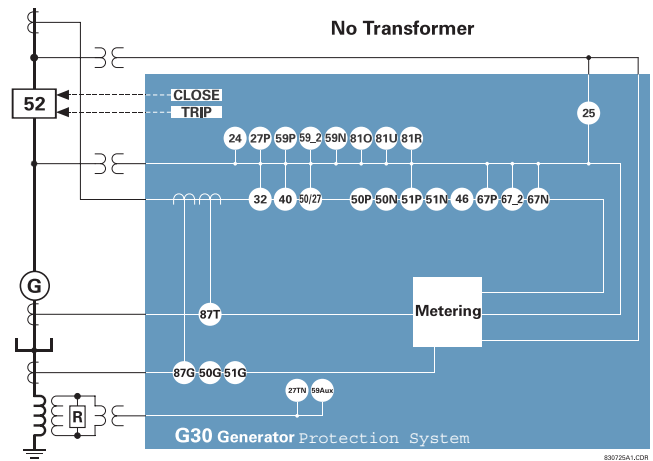 No Transformer
52
CLOSE
TRIP
25
24 27P 59P 59_2 59N 81O 81U 81R
32 40 50/27 50P 50N 51P 51N 46 67P 67_2 67N
G
87T
Metering
87G 50G 51G
27TN 59Aux
R
G30 Generator Protection System
830725A1.CDR